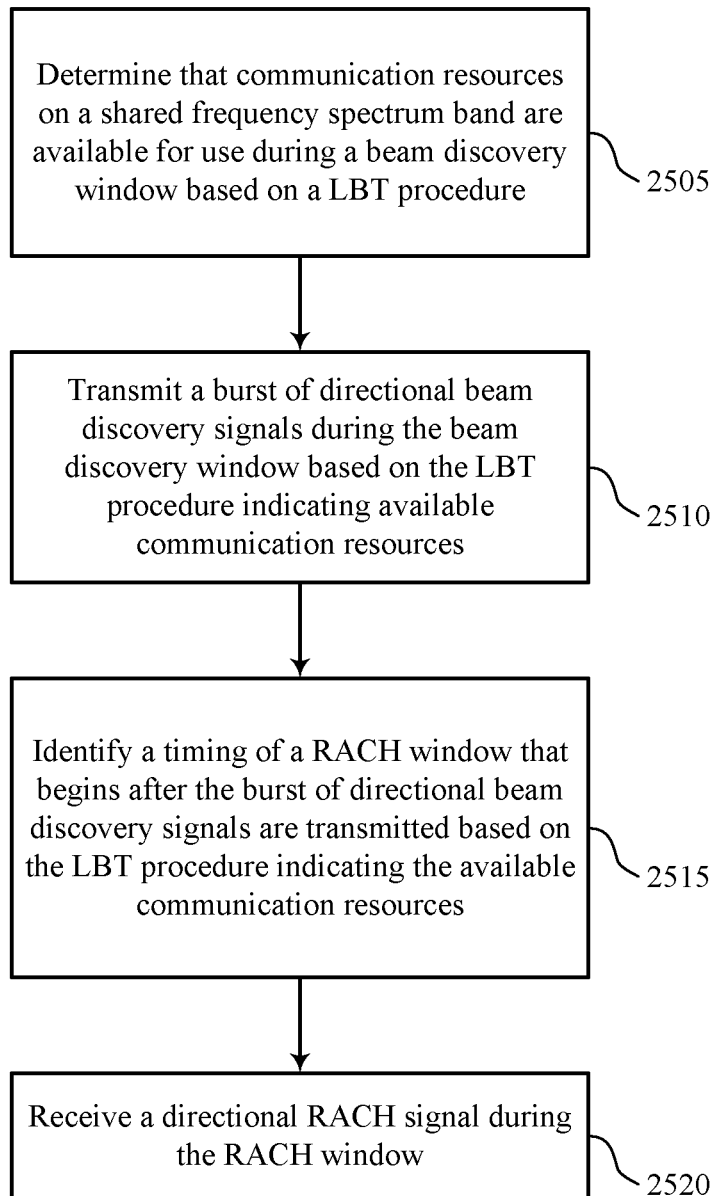 Determine that communication resources
on a shared frequency spectrum band are
available for use during a beam discovery
window based on a LBT procedure
2505
Transmit a burst of directional beam
discovery signals during the beam
discovery window based on the LBT
procedure indicating available
communication resources
2510
Identify a timing of a RACH window that
begins after the burst of directional beam
discovery signals are transmitted based on
the LBT procedure indicating the available
communication resources
2515
Receive a directional RACH signal during
the RACH window
2520